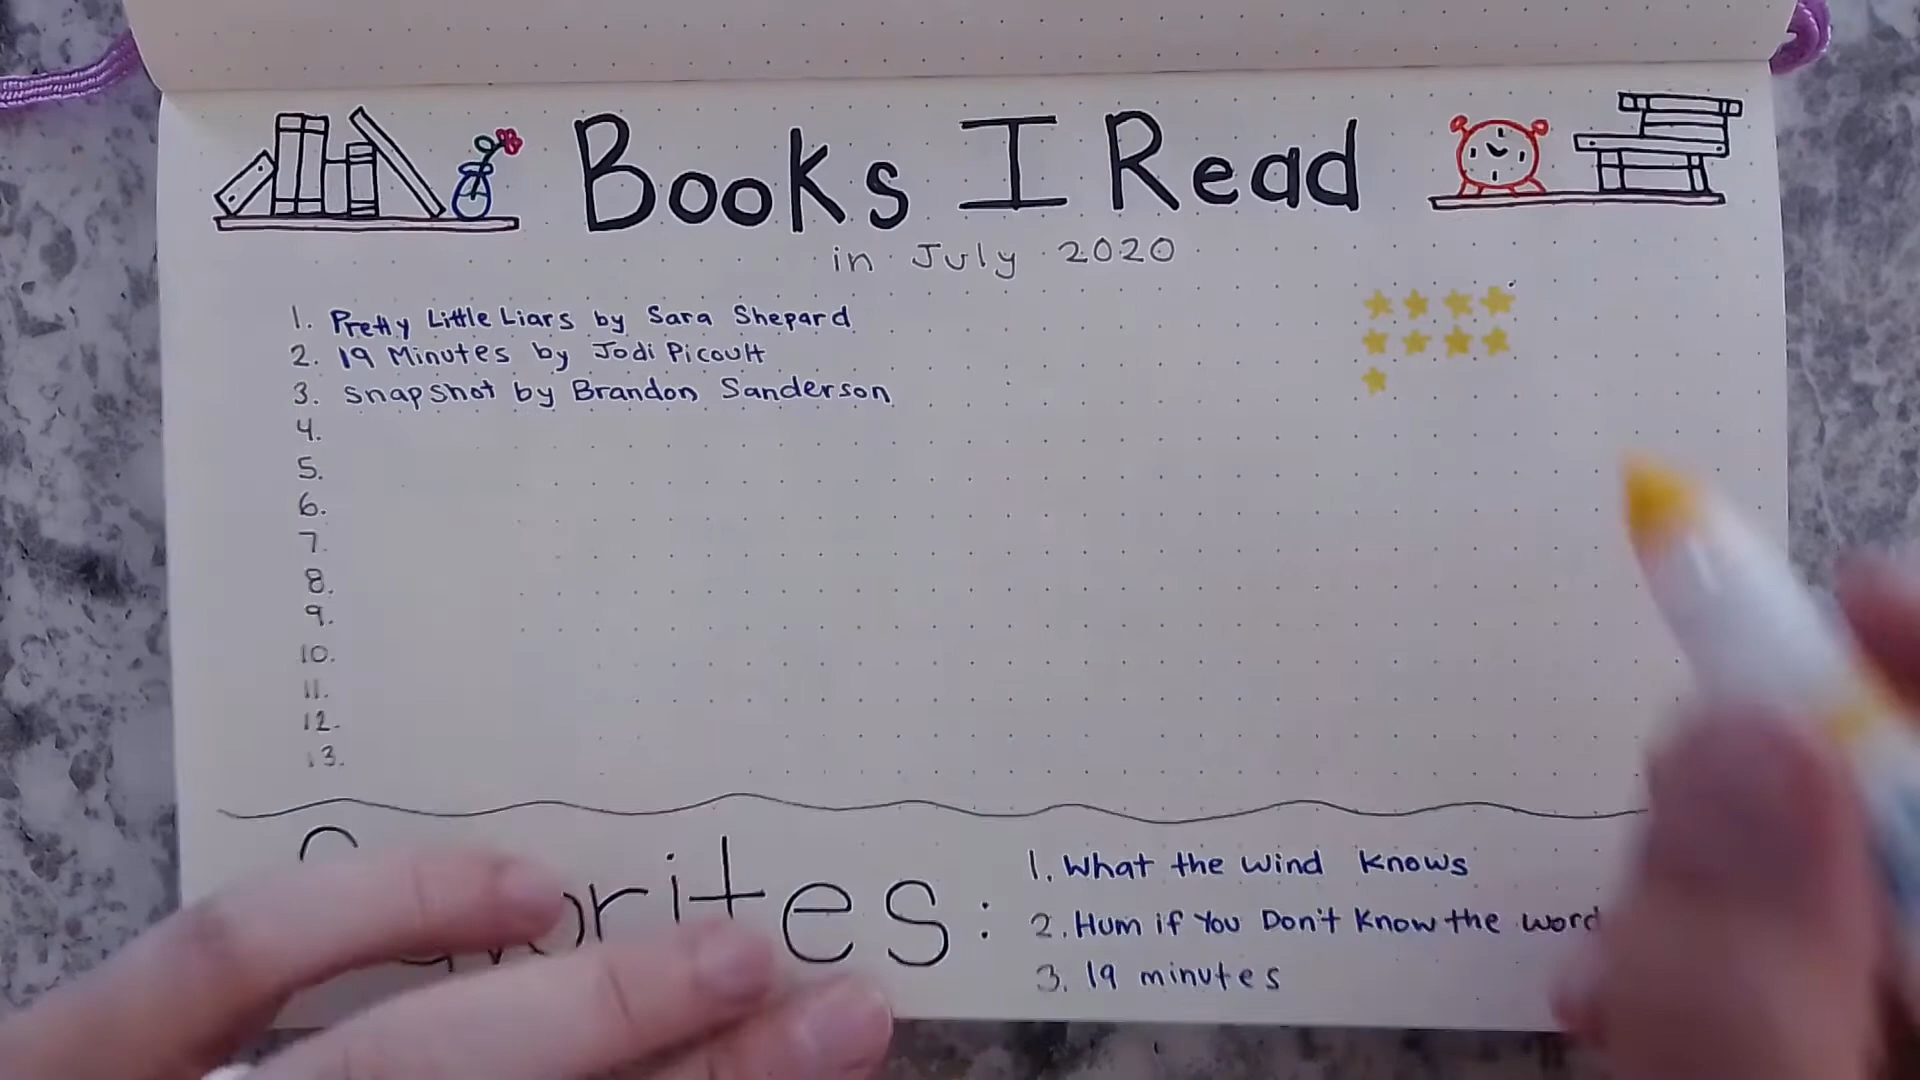 Books I Read
in July 2020
1. Pretty Little Liars by Sara Shepard
2. 19 Minutes by Jodi Picoult
3. Snapshot by Brandon Sanderson
4.
5.
6.
7.
8.
9.
10.
11.
12.
13.
1. What the Wind Knows
2. Hum if You Don't Know the
3. 19 minutes